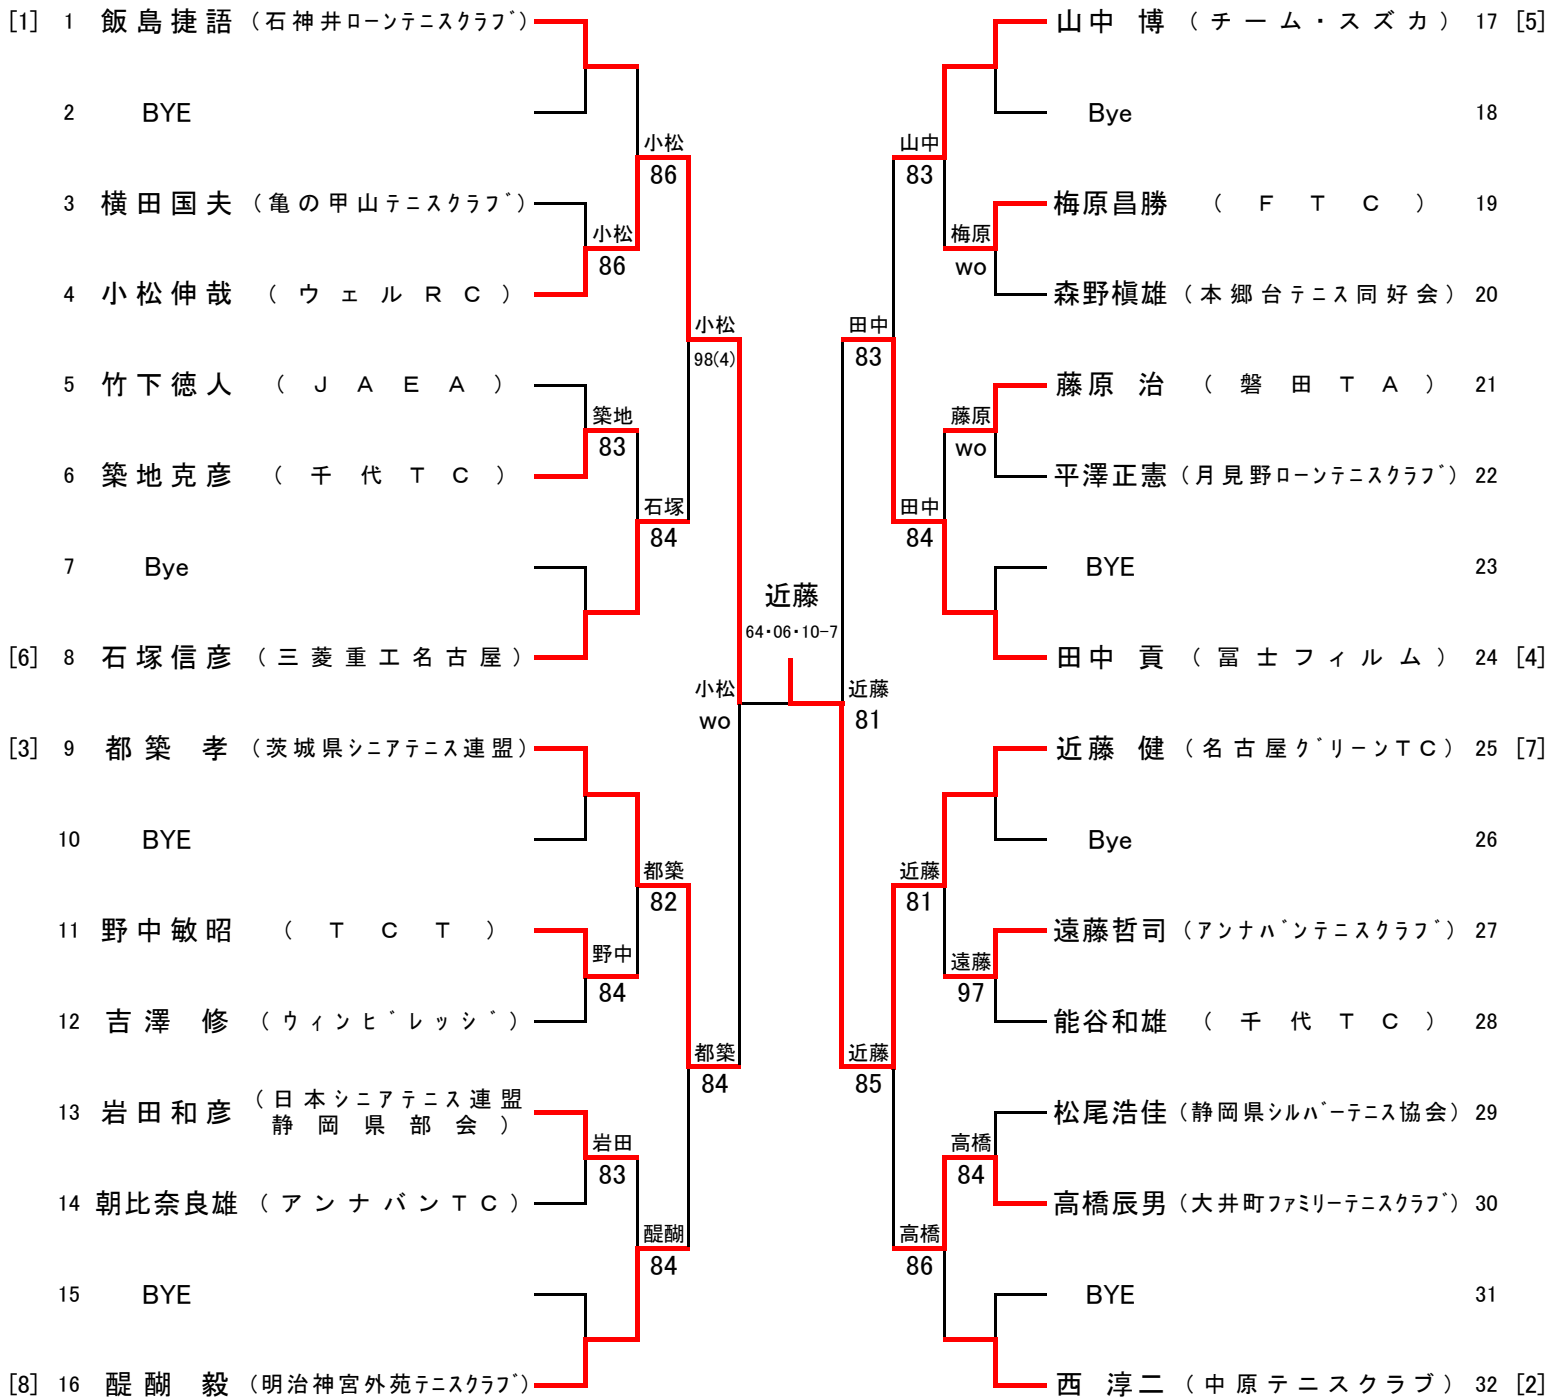 [1] 1 飯島捷語 (石神井ローンテニスクラブ)
2 BYE
小松
86
3 横田国夫 (亀の甲山テニスクラブ)
小松
86
4 小松伸哉 (ウェルRC)
小松
98(4)
5 竹下徳人 (JAEA)
築地
83
6 築地克彦 (千代TC)
石塚
84
7 Bye
[6] 8 石塚信彦 (三菱重工名古屋)
小松
wo
[3] 9 都築 孝 (茨城県シニアテニス連盟)
10 BYE
都築
82
11 野中敏昭 (TCT)
野中
84
12 吉澤 修 (ウィンビレッジ)
都築
84
13 岩田和彦 (日本シニアテニス連盟
静岡県部会)
岩田
83
14 朝比奈良雄 (アンナバンTC)
醍醐
84
15 BYE
[8] 16 醍醐 毅 (明治神宮外苑テニスクラブ)
近藤
64・06・10-7
山中 博 (チーム・スズカ) 17 [5]
Bye 18
山中
83
梅原昌勝 (FTC) 19
梅原
wo
森野槇雄 (本郷台テニス同好会) 20
田中
83
藤原 治 (磐田TA) 21
藤原
wo
平澤正憲 (月見野ローンテニスクラブ) 22
田中
84
BYE 23
田中 貢 (冨士フィルム) 24 [4]
近藤
81
近藤 健 (名古屋グリーンTC) 25 [7]
Bye 26
近藤
81
遠藤哲司 (アンナバンテニスクラブ) 27
遠藤
97
能谷和雄 (千代TC) 28
近藤
85
松尾浩佳 (静岡県シルバーテニス協会) 29
高橋
84
高橋辰男 (大井町ファミリーテニスクラブ) 30
高橋
86
BYE 31
西 淳二 (中原テニスクラブ) 32 [2]